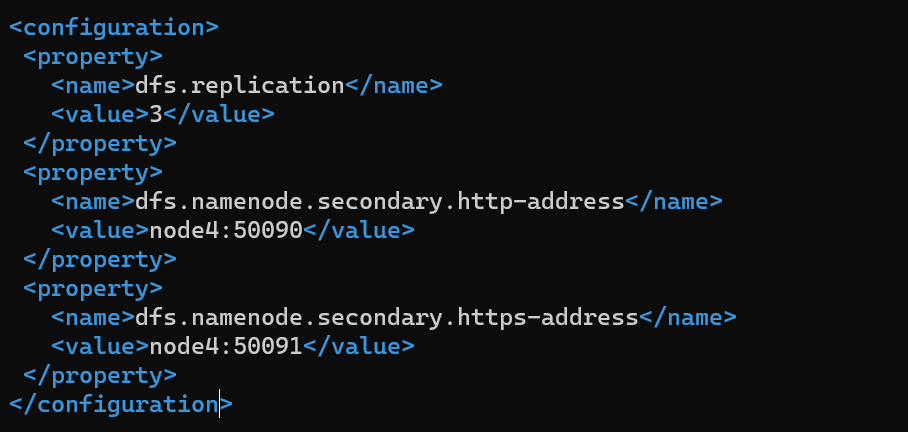 <configuration>
<property>
<name>dfs.replication</name>
<value>3</value>
</property>
<property>
<name>dfs.namenode.secondary.http-address</name>
<value>node4:50090</value>
</property>
<property>
<name>dfs.namenode.secondary.https-address</name>
<value>node4:50091</value>
</property>
</configuration>